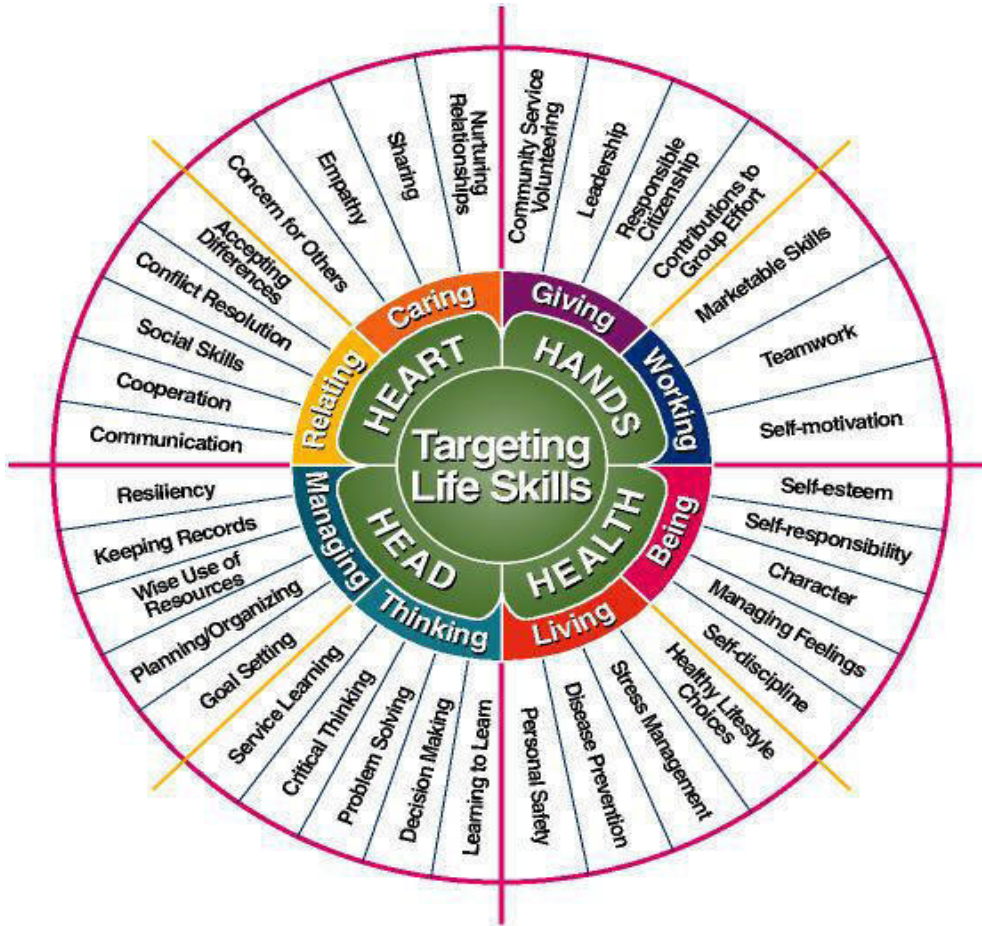 Targeting
Life Skills
HEART
HANDS
HEALTH
HEAD
Caring
Giving
Working
Being
Living
Thinking
Managing
Relating
Nurturing
Relationships
Sharing
Empathy
Concern for Others
Community Service
Volunteering
Leadership
Responsible
Citizenship
Contributions to
Group Effort
Marketable Skills
Teamwork
Self-motivation
Self-esteem
Self-responsibility
Character
Managing Feelings
Self-discipline
Healthy Lifestyle
Choices
Stress Management
Disease Prevention
Personal Safety
Learning to Learn
Decision Making
Problem Solving
Critical Thinking
Service Learning
Goal Setting
Planning/Organizing
Wise Use of
Resources
Keeping Records
Resiliency
Communication
Cooperation
Social Skills
Conflict Resolution
Accepting
Differences